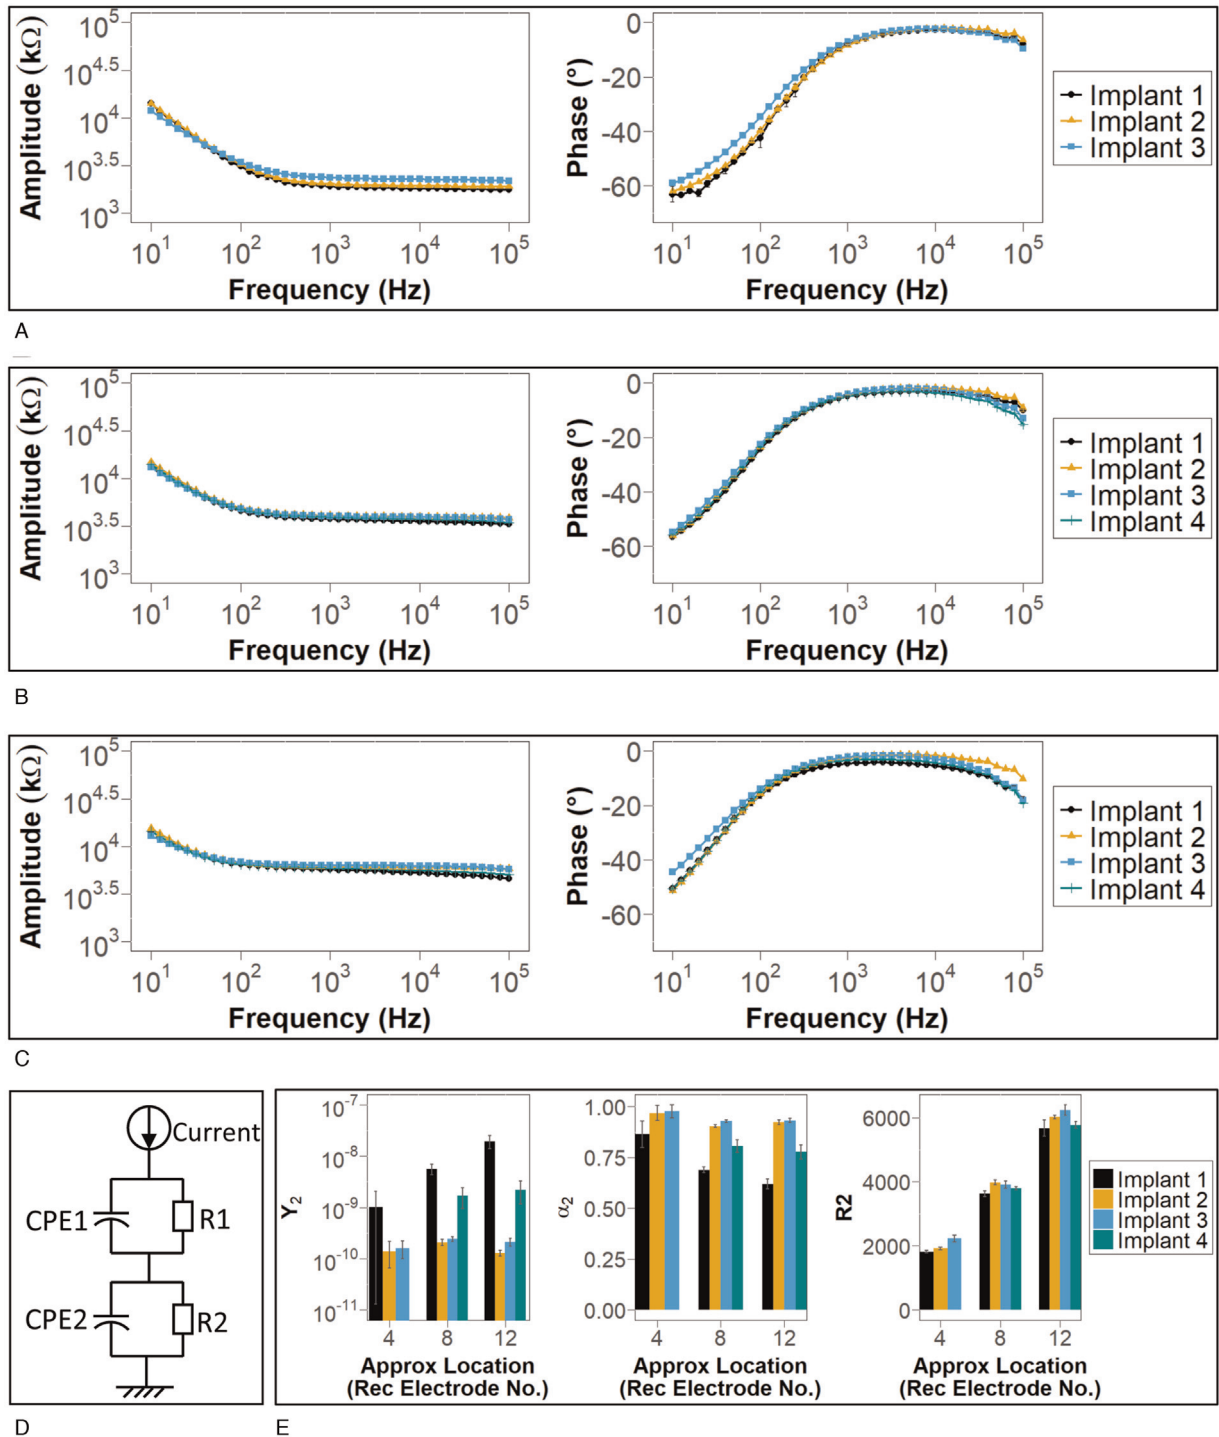 Amplitude (kΩ)
10^5
10^4.5
10^4
10^3.5
10^3
10^1 10^2 10^3 10^4 10^5
Frequency (Hz)
Phase (°)
0
-20
-40
-60
10^1 10^2 10^3 10^4 10^5
Frequency (Hz)
Implant 1
Implant 2
Implant 3
A
Amplitude (kΩ)
10^5
10^4.5
10^4
10^3.5
10^3
10^1 10^2 10^3 10^4 10^5
Frequency (Hz)
Phase (°)
0
-20
-40
-60
10^1 10^2 10^3 10^4 10^5
Frequency (Hz)
Implant 1
Implant 2
Implant 3
Implant 4
B
Amplitude (kΩ)
10^5
10^4.5
10^4
10^3.5
10^3
10^1 10^2 10^3 10^4 10^5
Frequency (Hz)
Phase (°)
0
-20
-40
-60
10^1 10^2 10^3 10^4 10^5
Frequency (Hz)
Implant 1
Implant 2
Implant 3
Implant 4
C
Current
CPE1
R1
CPE2
R2
D
Y2
10^-7
10^-8
10^-9
10^-10
10^-11
4 8 12
Approx Location
(Rec Electrode No.)
α2
1.00
0.75
0.50
0.25
0.00
4 8 12
Approx Location
(Rec Electrode No.)
R2
6000
4000
2000
0
4 8 12
Approx Location
(Rec Electrode No.)
Implant 1
Implant 2
Implant 3
Implant 4
E